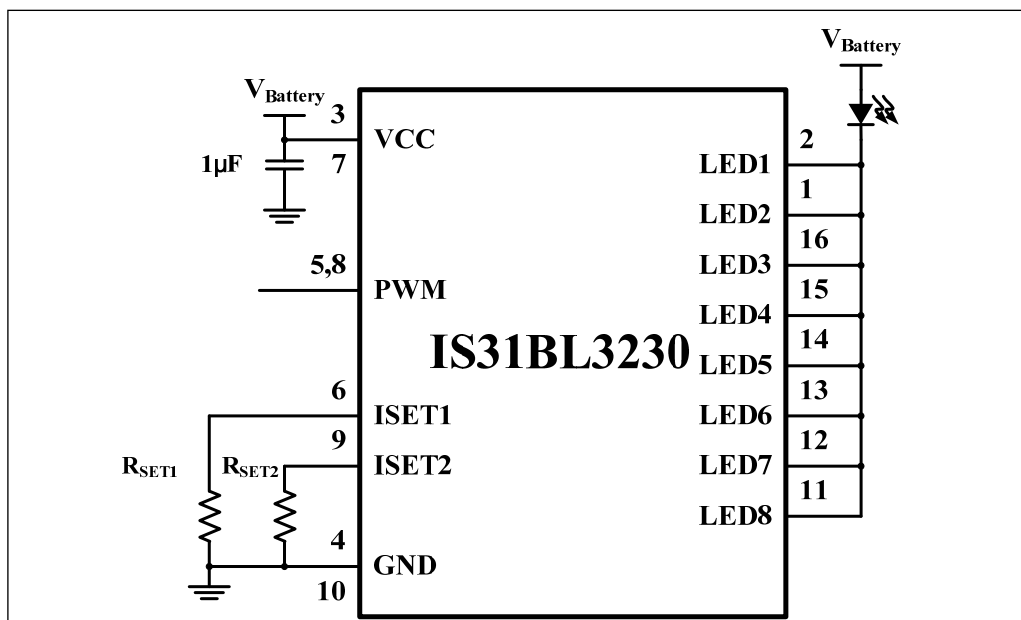 VBattery
VBattery
3
VCC
7
1µF
2
LED1
1
LED2
16
LED3
5,8
PWM
15
LED4
IS31BL3230
14
LED5
6
ISET1
13
LED6
9
ISET2
12
LED7
RSET1
RSET2
11
LED8
4
GND
10